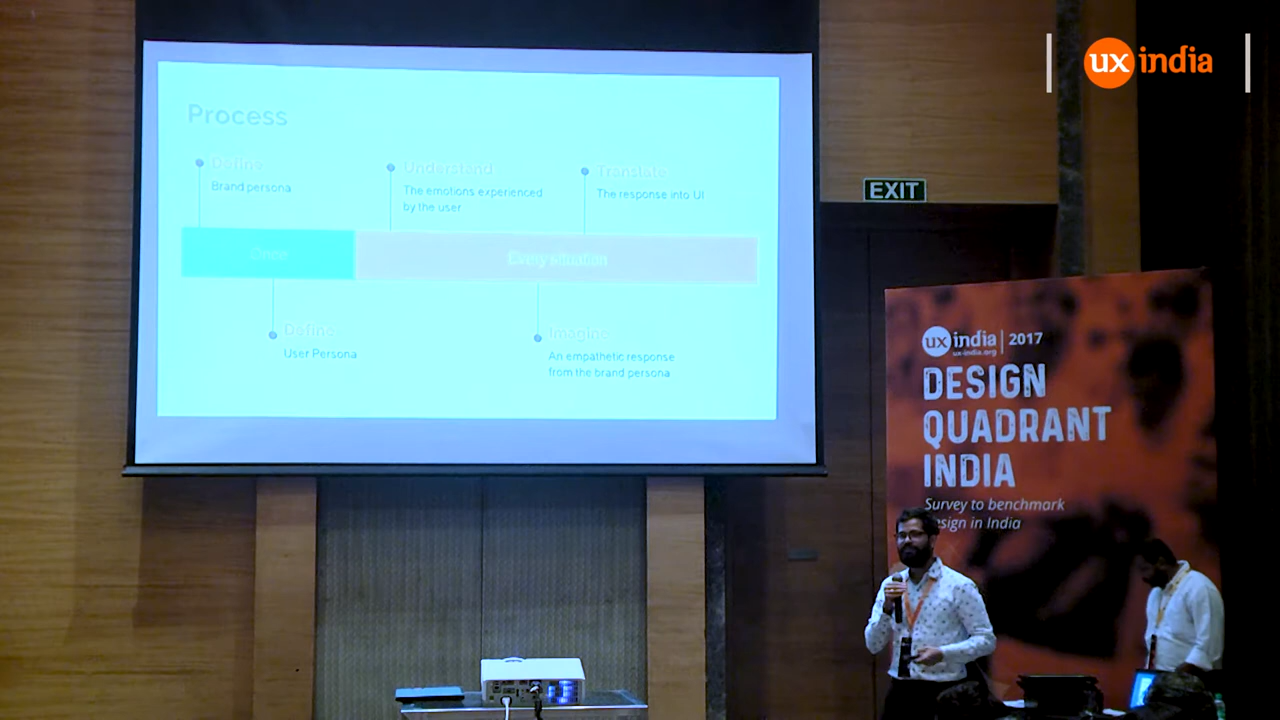 ux india
Process
Define
Brand persona
Understand
The emotions experienced
by the user
Translate
The response into UI
Once
Every situation
Define
User Persona
Imagine
An empathetic response
from the brand persona
EXIT
ux india 2017
ux-india.org
DESIGN
QUADRANT
INDIA
Survey to benchmark
design in India